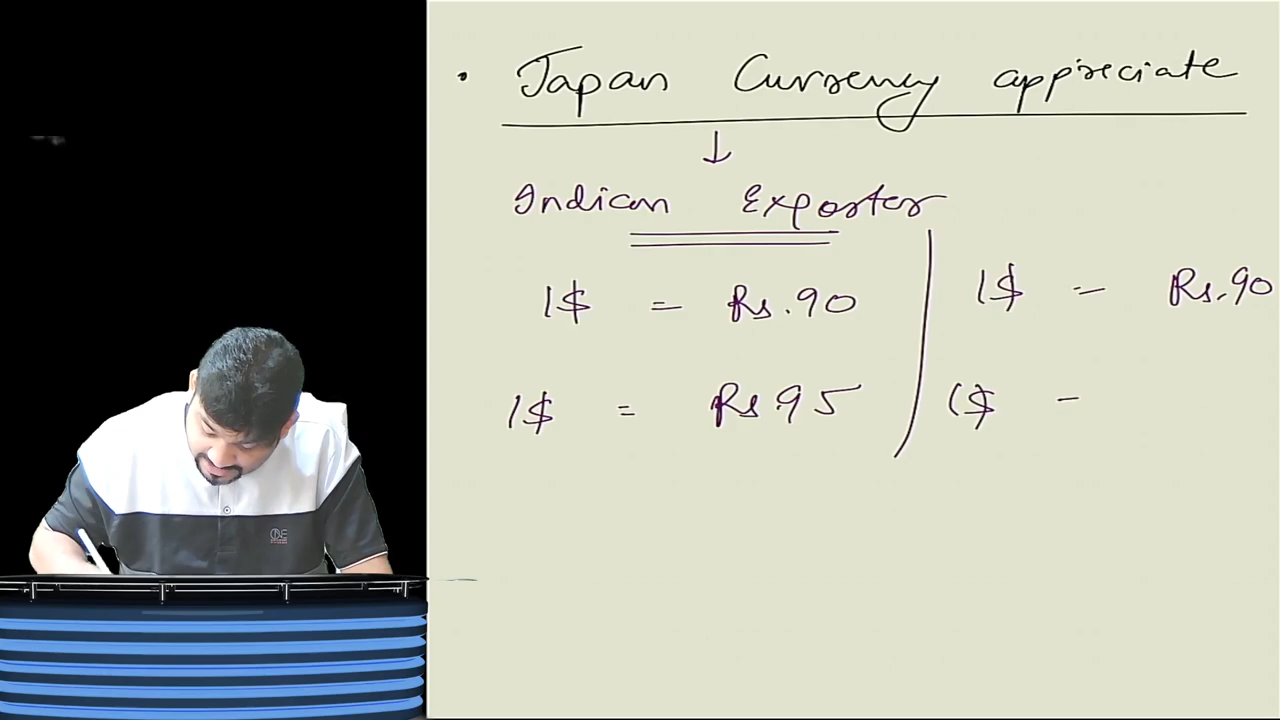 • Japan Currency appreciate
↓
Indian Exporter
1$ = Rs.90
1$ = Rs.95
1$ - Rs.90
1$ -